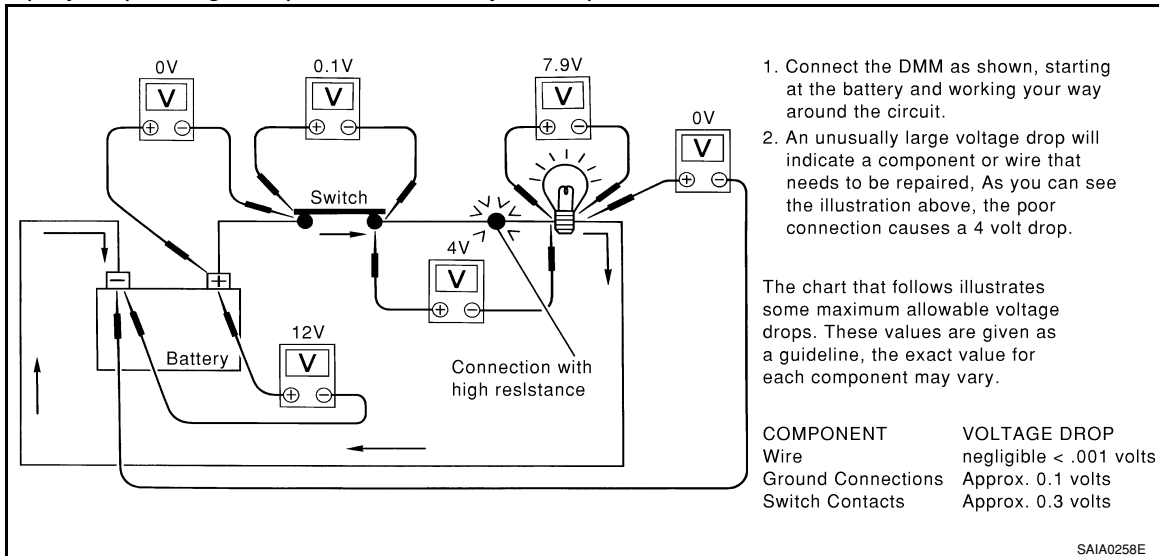 0V
0.1V
7.9V
0V
V
V
V
V
Switch
4V
V
12V
V
Battery
Connection with
high reslstance
1. Connect the DMM as shown, starting
at the battery and working your way
around the circuit.
2. An unusually large voltage drop will
indicate a component or wire that
needs to be repaired, As you can see
the illustration above, the poor
connection causes a 4 volt drop.
The chart that follows illustrates
some maximum allowable voltage
drops. These values are given as
a guideline, the exact value for
each component may vary.
COMPONENT VOLTAGE DROP
Wire negligible < .001 volts
Ground Connections Approx. 0.1 volts
Switch Contacts Approx. 0.3 volts
SAIA0258E